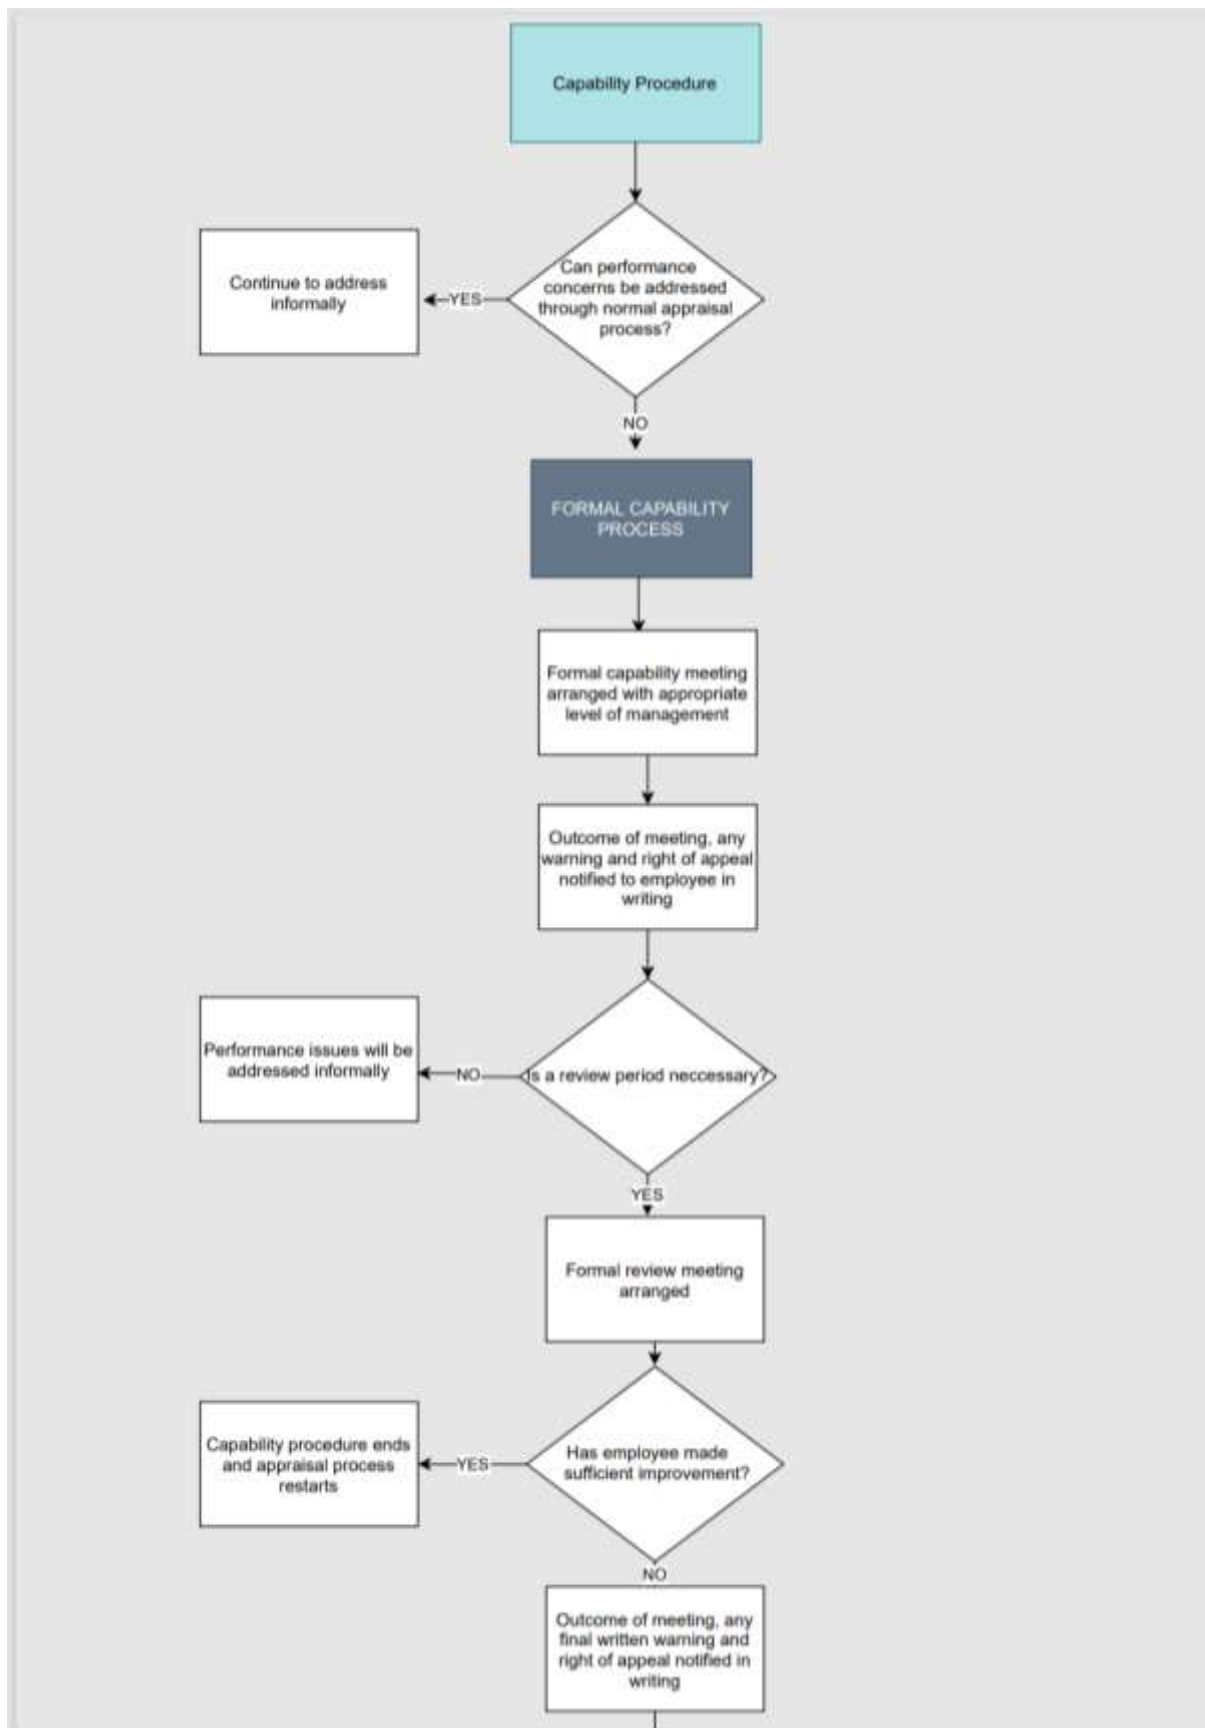 Capability Procedure
Can performance
concerns be addressed
through normal appraisal
process?
YES
Continue to address
informally
NO
FORMAL CAPABILITY
PROCESS
Formal capability meeting
arranged with appropriate
level of management
Outcome of meeting, any
warning and right of appeal
notified to employee in
writing
Is a review period neccessary?
NO
Performance issues will be
addressed informally
YES
Formal review meeting
arranged
Has employee made
sufficient improvement?
YES
Capability procedure ends
and appraisal process
restarts
NO
Outcome of meeting, any
final written warning and
right of appeal notified in
writing